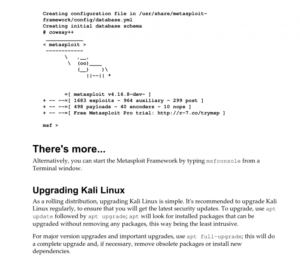 Creating configuration file in /usr/share/metasploit-
framework/config/database.yml
Creating initial database schema
# cowsay++
____________
< metasploit >
------------
\ ,__,
\ (oo)____
(__) )\
||--|| *
=[ metasploit v4.16.8-dev- ]
+ -- --=[ 1683 exploits - 964 auxiliary - 299 post ]
+ -- --=[ 498 payloads - 40 encoders - 10 nops ]
+ -- --=[ Free Metasploit Pro trial: http://r-7.co/trymsp ]
msf >
There's more...
Alternatively, you can start the Metasploit Framework by typing msfconsole from a
Terminal window.
Upgrading Kali Linux
As a rolling distribution, upgrading Kali Linux is simple. It's recommended to upgrade Kali
Linux regularly, to ensure that you will get the latest security updates. To upgrade, use apt
update followed by apt upgrade; apt will look for installed packages that can be
upgraded without removing any packages, this way being the least intrusive.
For major version upgrades and important upgrades, use apt full-upgrade; this will do
a complete upgrade and, if necessary, remove obsolete packages or install new
dependencies.